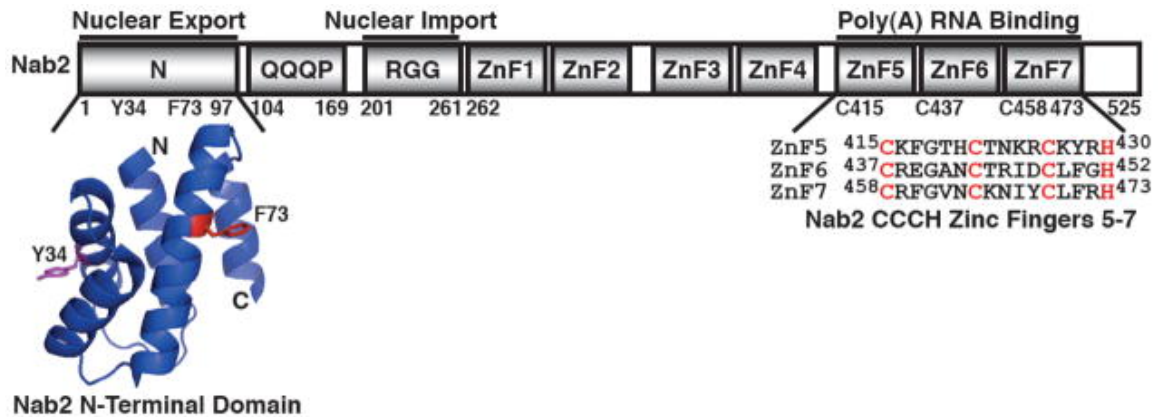 Nuclear Export Nuclear Import Poly(A) RNA Binding
Nab2 N QQQP RGG ZnF1 ZnF2 ZnF3 ZnF4 ZnF5 ZnF6 ZnF7
1 Y34 F73 97 104 169 201 261 262 C415 C437 C458 473 525
ZnF5 415CKFGTHCTNKRCKYRH430
ZnF6 437CREGANCTRIDCLFGH452
ZnF7 458CRFGVNCKNIYCLFRH473
Nab2 CCCH Zinc Fingers 5-7
N
F73
Y34
C
Nab2 N-Terminal Domain